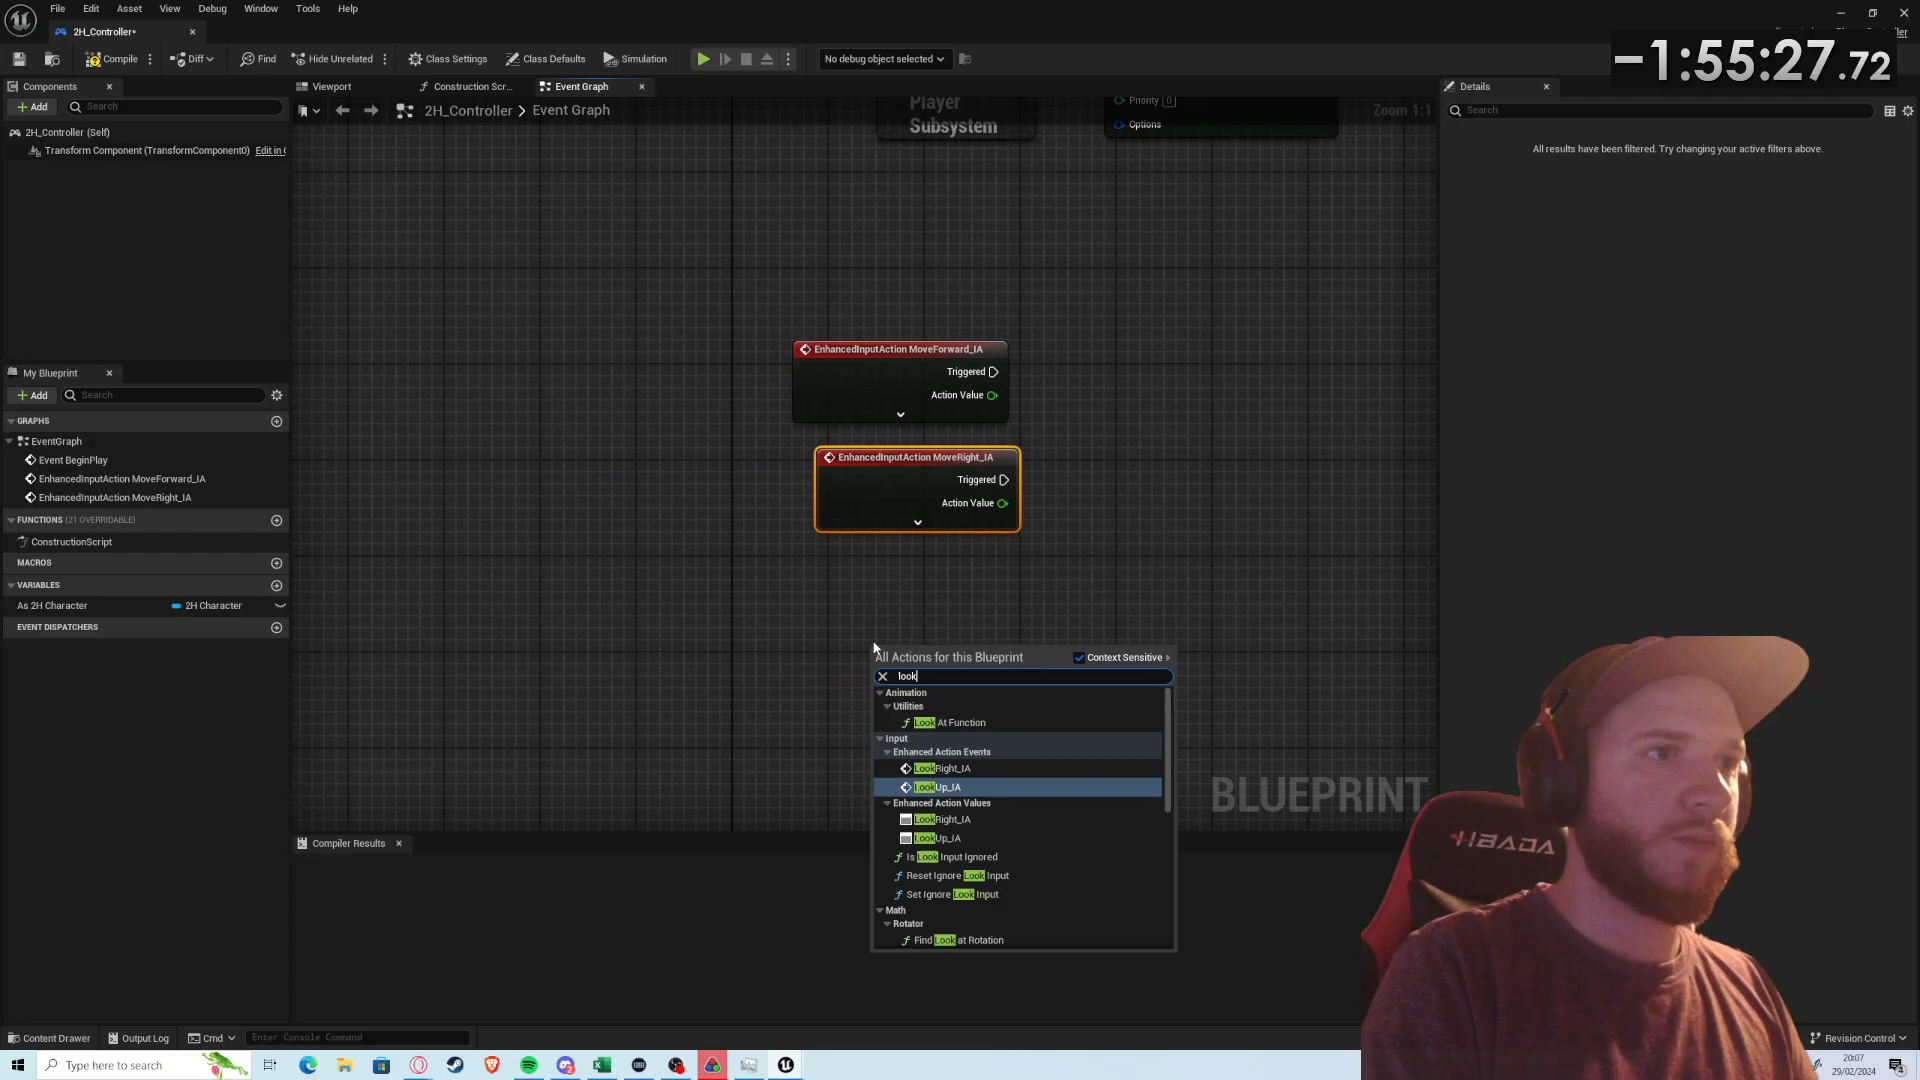 File Edit Asset View Debug Window Tools Help
2H_Controller•
−1:55:27.72
Compile Diff Find Hide Unrelated Class Settings Class Defaults Simulation No debug object selected
Components
Add Search
2H_Controller (Self)
Transform Component (TransformComponent0) Edit in C
Viewport Construction Scr... Event Graph
2H_Controller > Event Graph
Zoom 1:1
Player
Subsystem
Priority 0
Options
EnhancedInputAction MoveForward_IA
Triggered
Action Value
EnhancedInputAction MoveRight_IA
Triggered
Action Value
All Actions for this Blueprint Context Sensitive
look
Animation
Utilities
Look At Function
Input
Enhanced Action Events
LookRight_IA
LookUp_IA
Enhanced Action Values
LookRight_IA
LookUp_IA
Is Look Input Ignored
Reset Ignore Look Input
Set Ignore Look Input
Math
Rotator
Find Look at Rotation
BLUEPRINT
My Blueprint
Add Search
GRAPHS
EventGraph
Event BeginPlay
EnhancedInputAction MoveForward_IA
EnhancedInputAction MoveRight_IA
FUNCTIONS (21 OVERRIDABLE)
ConstructionScript
MACROS
VARIABLES
As 2H Character 2H Character
EVENT DISPATCHERS
Compiler Results
Details
Search
All results have been filtered. Try changing your active filters above.
HBADA
Content Drawer Output Log Cmd Enter Console Command
Revision Control
Type here to search
20:07
29/02/2024